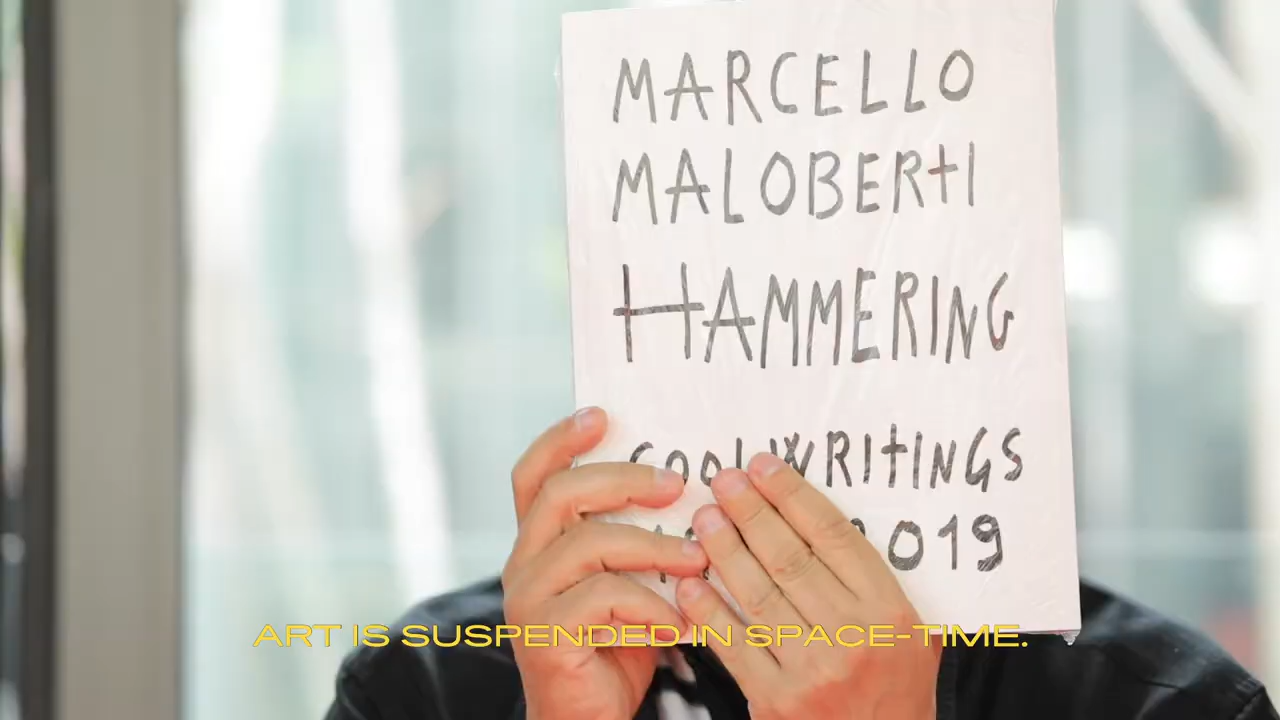 MARCELLO
MALOBERTI
HAMMERING
COOL WRITINGS
2019
ART IS SUSPENDED IN SPACE-TIME.